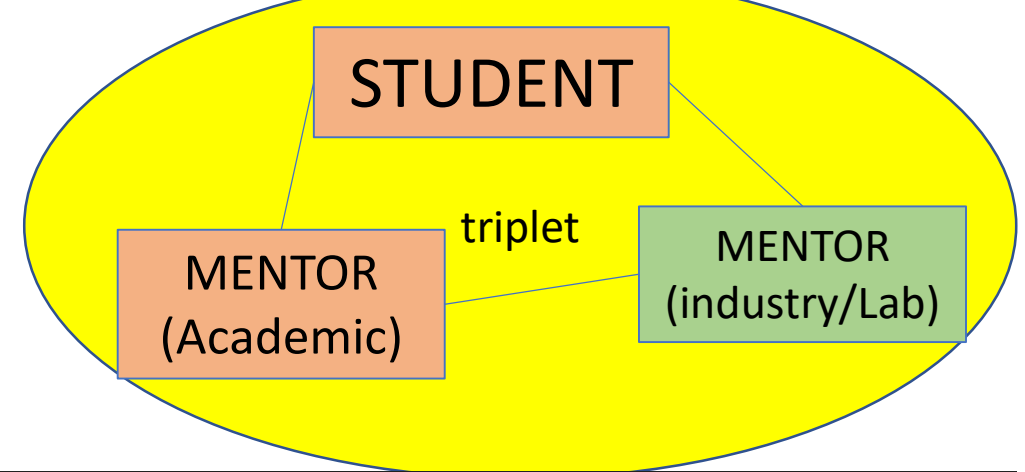 STUDENT
triplet
MENTOR
(Academic)
MENTOR
(industry/Lab)